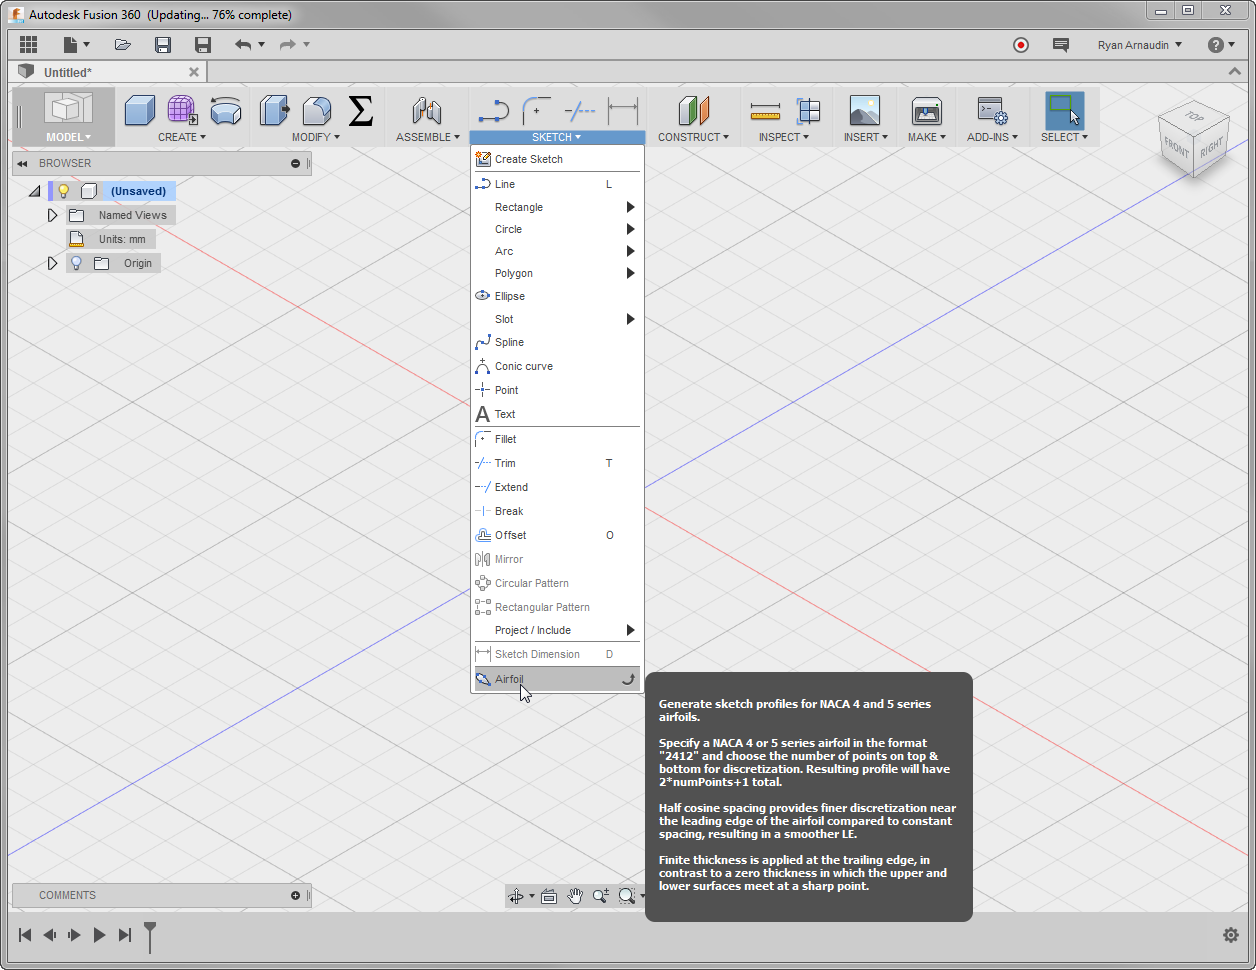 Autodesk Fusion 360 (Updating... 76% complete)
Ryan Arnaudin
?
Untitled*
MODEL
CREATE
MODIFY
ASSEMBLE
SKETCH
CONSTRUCT
INSPECT
INSERT
MAKE
ADD-INS
SELECT
TOP
FRONT
RIGHT
BROWSER
(Unsaved)
Named Views
Units: mm
Origin
Create Sketch
Line L
Rectangle
Circle
Arc
Polygon
Ellipse
Slot
Spline
Conic curve
Point
A Text
Fillet
Trim T
Extend
Break
Offset O
Mirror
Circular Pattern
Rectangular Pattern
Project / Include
Sketch Dimension D
Airfoil
Generate sketch profiles for NACA 4 and 5 series
airfoils.
Specify a NACA 4 or 5 series airfoil in the format
"2412" and choose the number of points on top &
bottom for discretization. Resulting profile will have
2*numPoints+1 total.
Half cosine spacing provides finer discretization near
the leading edge of the airfoil compared to constant
spacing, resulting in a smoother LE.
Finite thickness is applied at the trailing edge, in
contrast to a zero thickness in which the upper and
lower surfaces meet at a sharp point.
COMMENTS